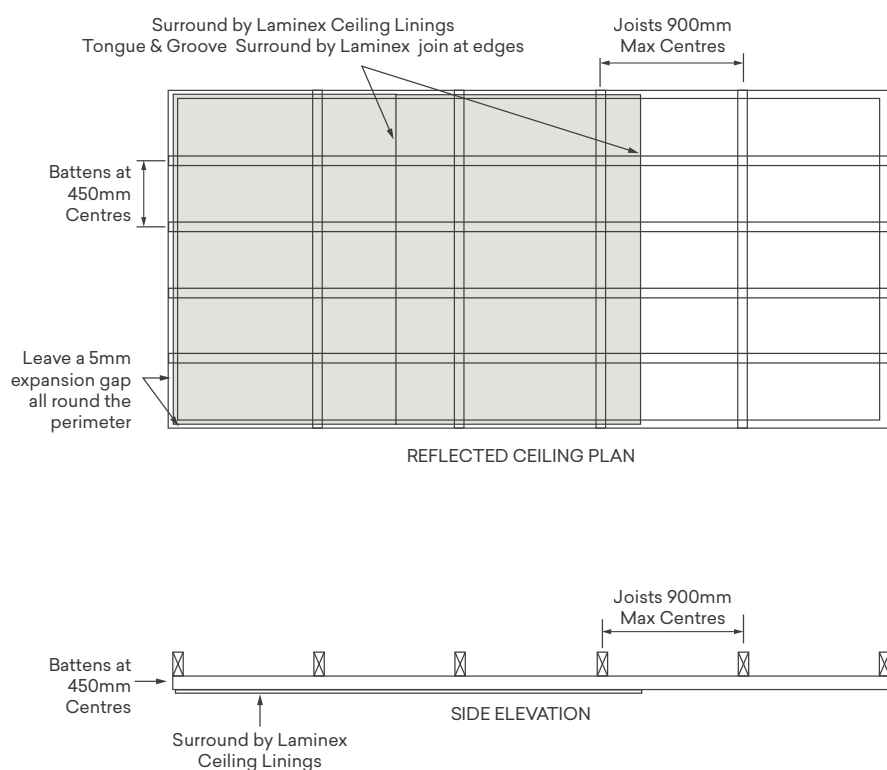 Surround by Laminex Ceiling Linings
Tongue & Groove Surround by Laminex join at edges
Joists 900mm
Max Centres
Battens at
450mm
Centres
Leave a 5mm
expansion gap
all round the
perimeter
REFLECTED CEILING PLAN
Joists 900mm
Max Centres
Battens at
450mm
Centres
SIDE ELEVATION
Surround by Laminex
Ceiling Linings